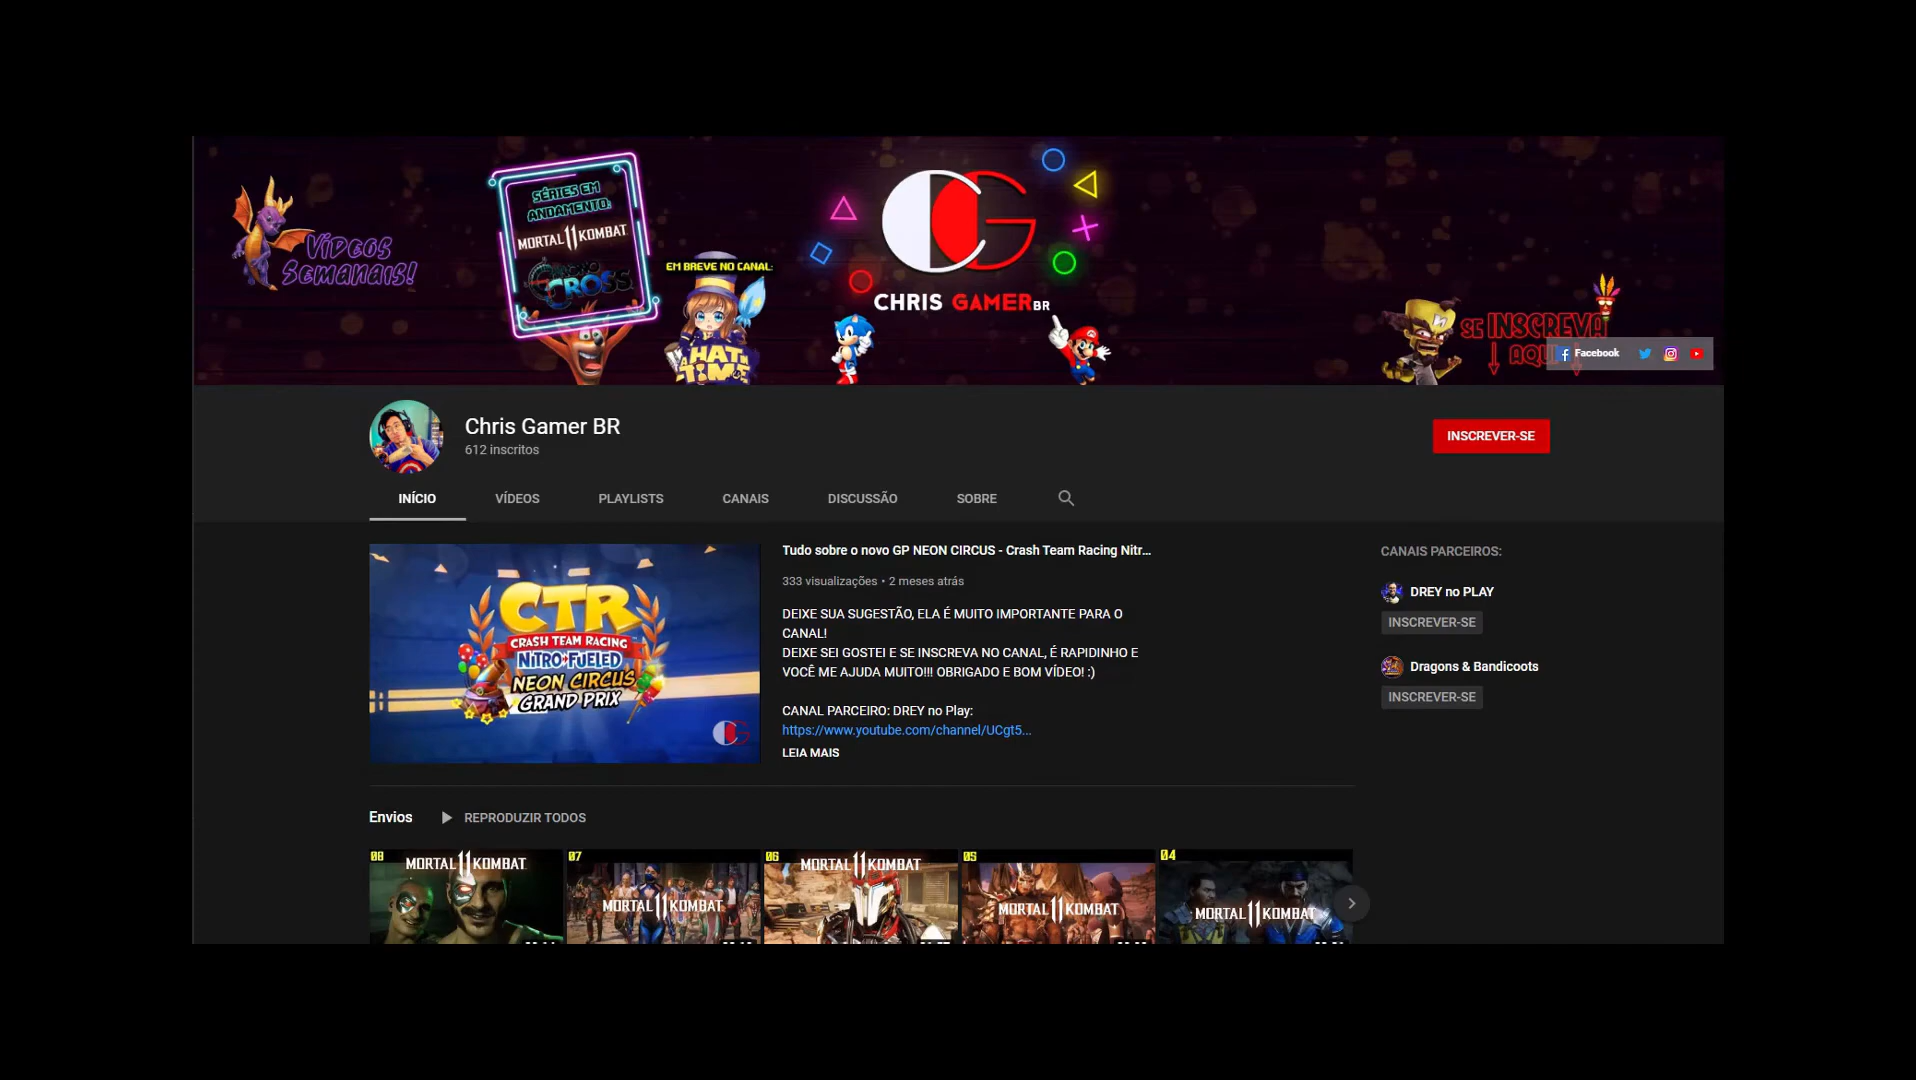 VÍDEOS
SEMANAIS!
SÉRIES EM
ANDAMENTO:
MORTAL KOMBAT
CROSS
EM BREVE NO CANAL:
A HAT IN
TIME
CHRIS GAMER BR
SE INSCREVA
AQUI
Facebook
Chris Gamer BR
612 inscritos
INSCREVER-SE
INÍCIO
VÍDEOS
PLAYLISTS
CANAIS
DISCUSSÃO
SOBRE
CTR
CRASH TEAM RACING
NITRO-FUELED
NEON CIRCUS
GRAND PRIX
Tudo sobre o novo GP NEON CIRCUS - Crash Team Racing Nitr...
333 visualizações • 2 meses atrás
DEIXE SUA SUGESTÃO, ELA É MUITO IMPORTANTE PARA O
CANAL!
DEIXE SEI GOSTEI E SE INSCREVA NO CANAL, É RAPIDINHO E
VOCÊ ME AJUDA MUITO!!! OBRIGADO E BOM VÍDEO! :)
CANAL PARCEIRO: DREY no Play:
https://www.youtube.com/channel/UCgt5...
LEIA MAIS
CANAIS PARCEIROS:
DREY no PLAY
INSCREVER-SE
Dragons & Bandicoots
INSCREVER-SE
Envios
REPRODUZIR TODOS
08
MORTAL KOMBAT
07
MORTAL KOMBAT
06
MORTAL KOMBAT
05
MORTAL KOMBAT
04
MORTAL KOMBAT